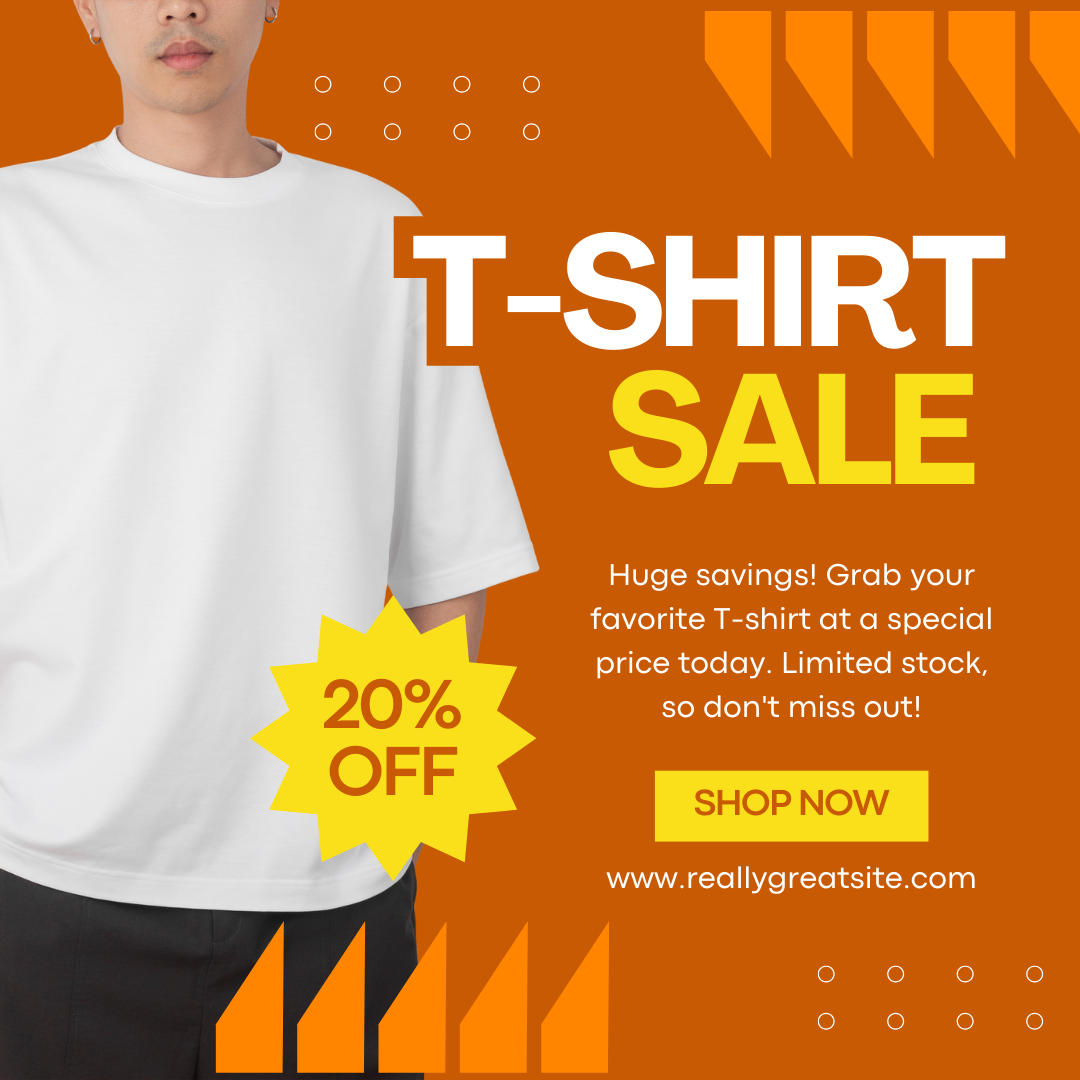 T-SHIRT
SALE
Huge savings! Grab your
favorite T-shirt at a special
price today. Limited stock,
so don't miss out!
20%
OFF
SHOP NOW
www.reallygreatsite.com